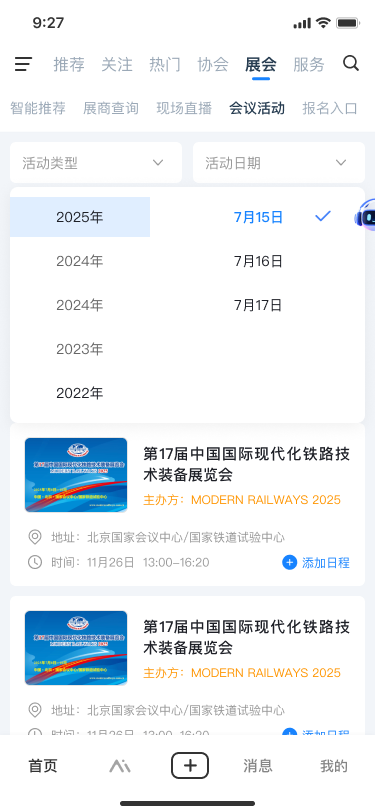 9:27
推荐 关注 热门 协会 展会 服务
智能推荐 展商查询 现场直播 会议活动 报名入口
活动类型 活动日期
2025年 7月15日
2024年 7月16日
2024年 7月17日
2023年
2022年
第17届中国国际现代化铁路技
术装备展览会
主办方：MODERN RAILWAYS 2025
地址：北京国家会议中心/国家铁道试验中心
时间：11月26日 13:00-16:20 添加日程
第17届中国国际现代化铁路技
术装备展览会
主办方：MODERN RAILWAYS 2025
地址：北京国家会议中心/国家铁道试验中心
时间：11月26日 13:00-16:20 添加日程
首页 消息 我的